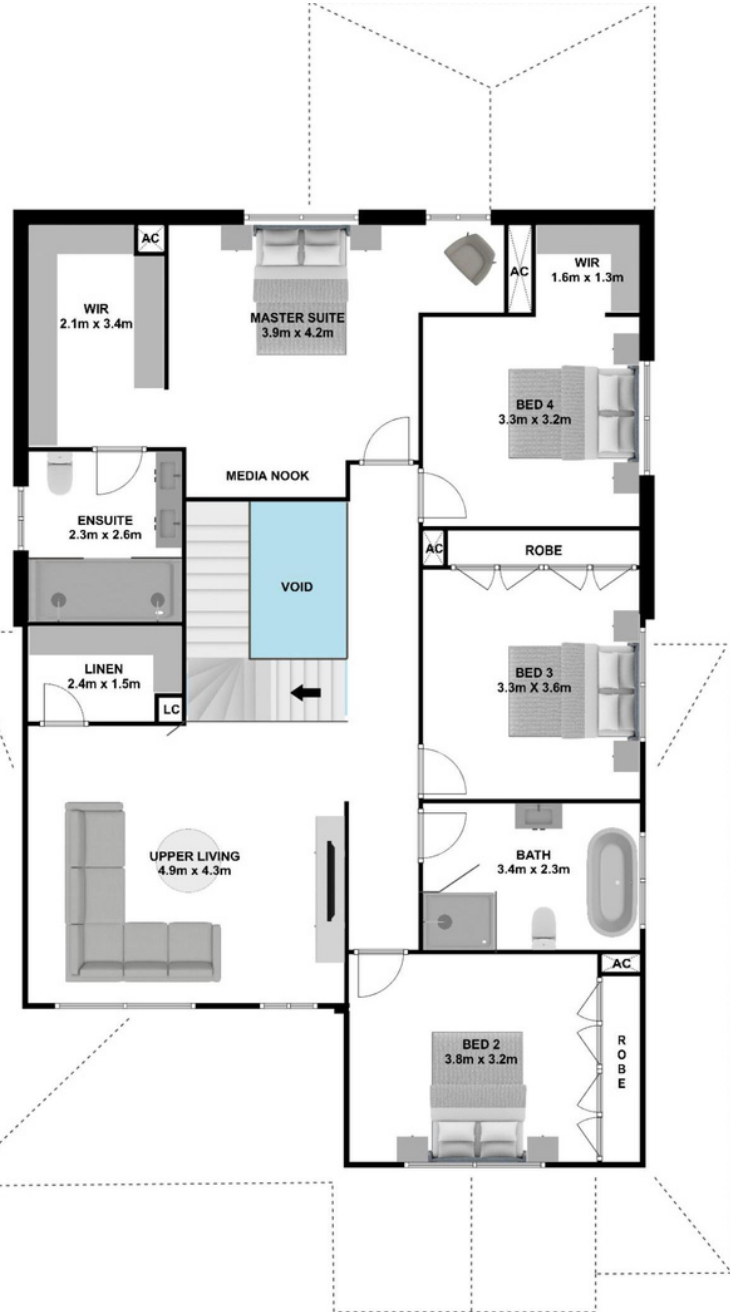 AC
WIR
2.1m x 3.4m
MASTER SUITE
3.9m x 4.2m
AC
WIR
1.6m x 1.3m
BED 4
3.3m x 3.2m
MEDIA NOOK
ENSUITE
2.3m x 2.6m
VOID
AC
ROBE
LINEN
2.4m x 1.5m
LC
BED 3
3.3m X 3.6m
UPPER LIVING
4.9m x 4.3m
BATH
3.4m x 2.3m
AC
BED 2
3.8m x 3.2m
ROBE